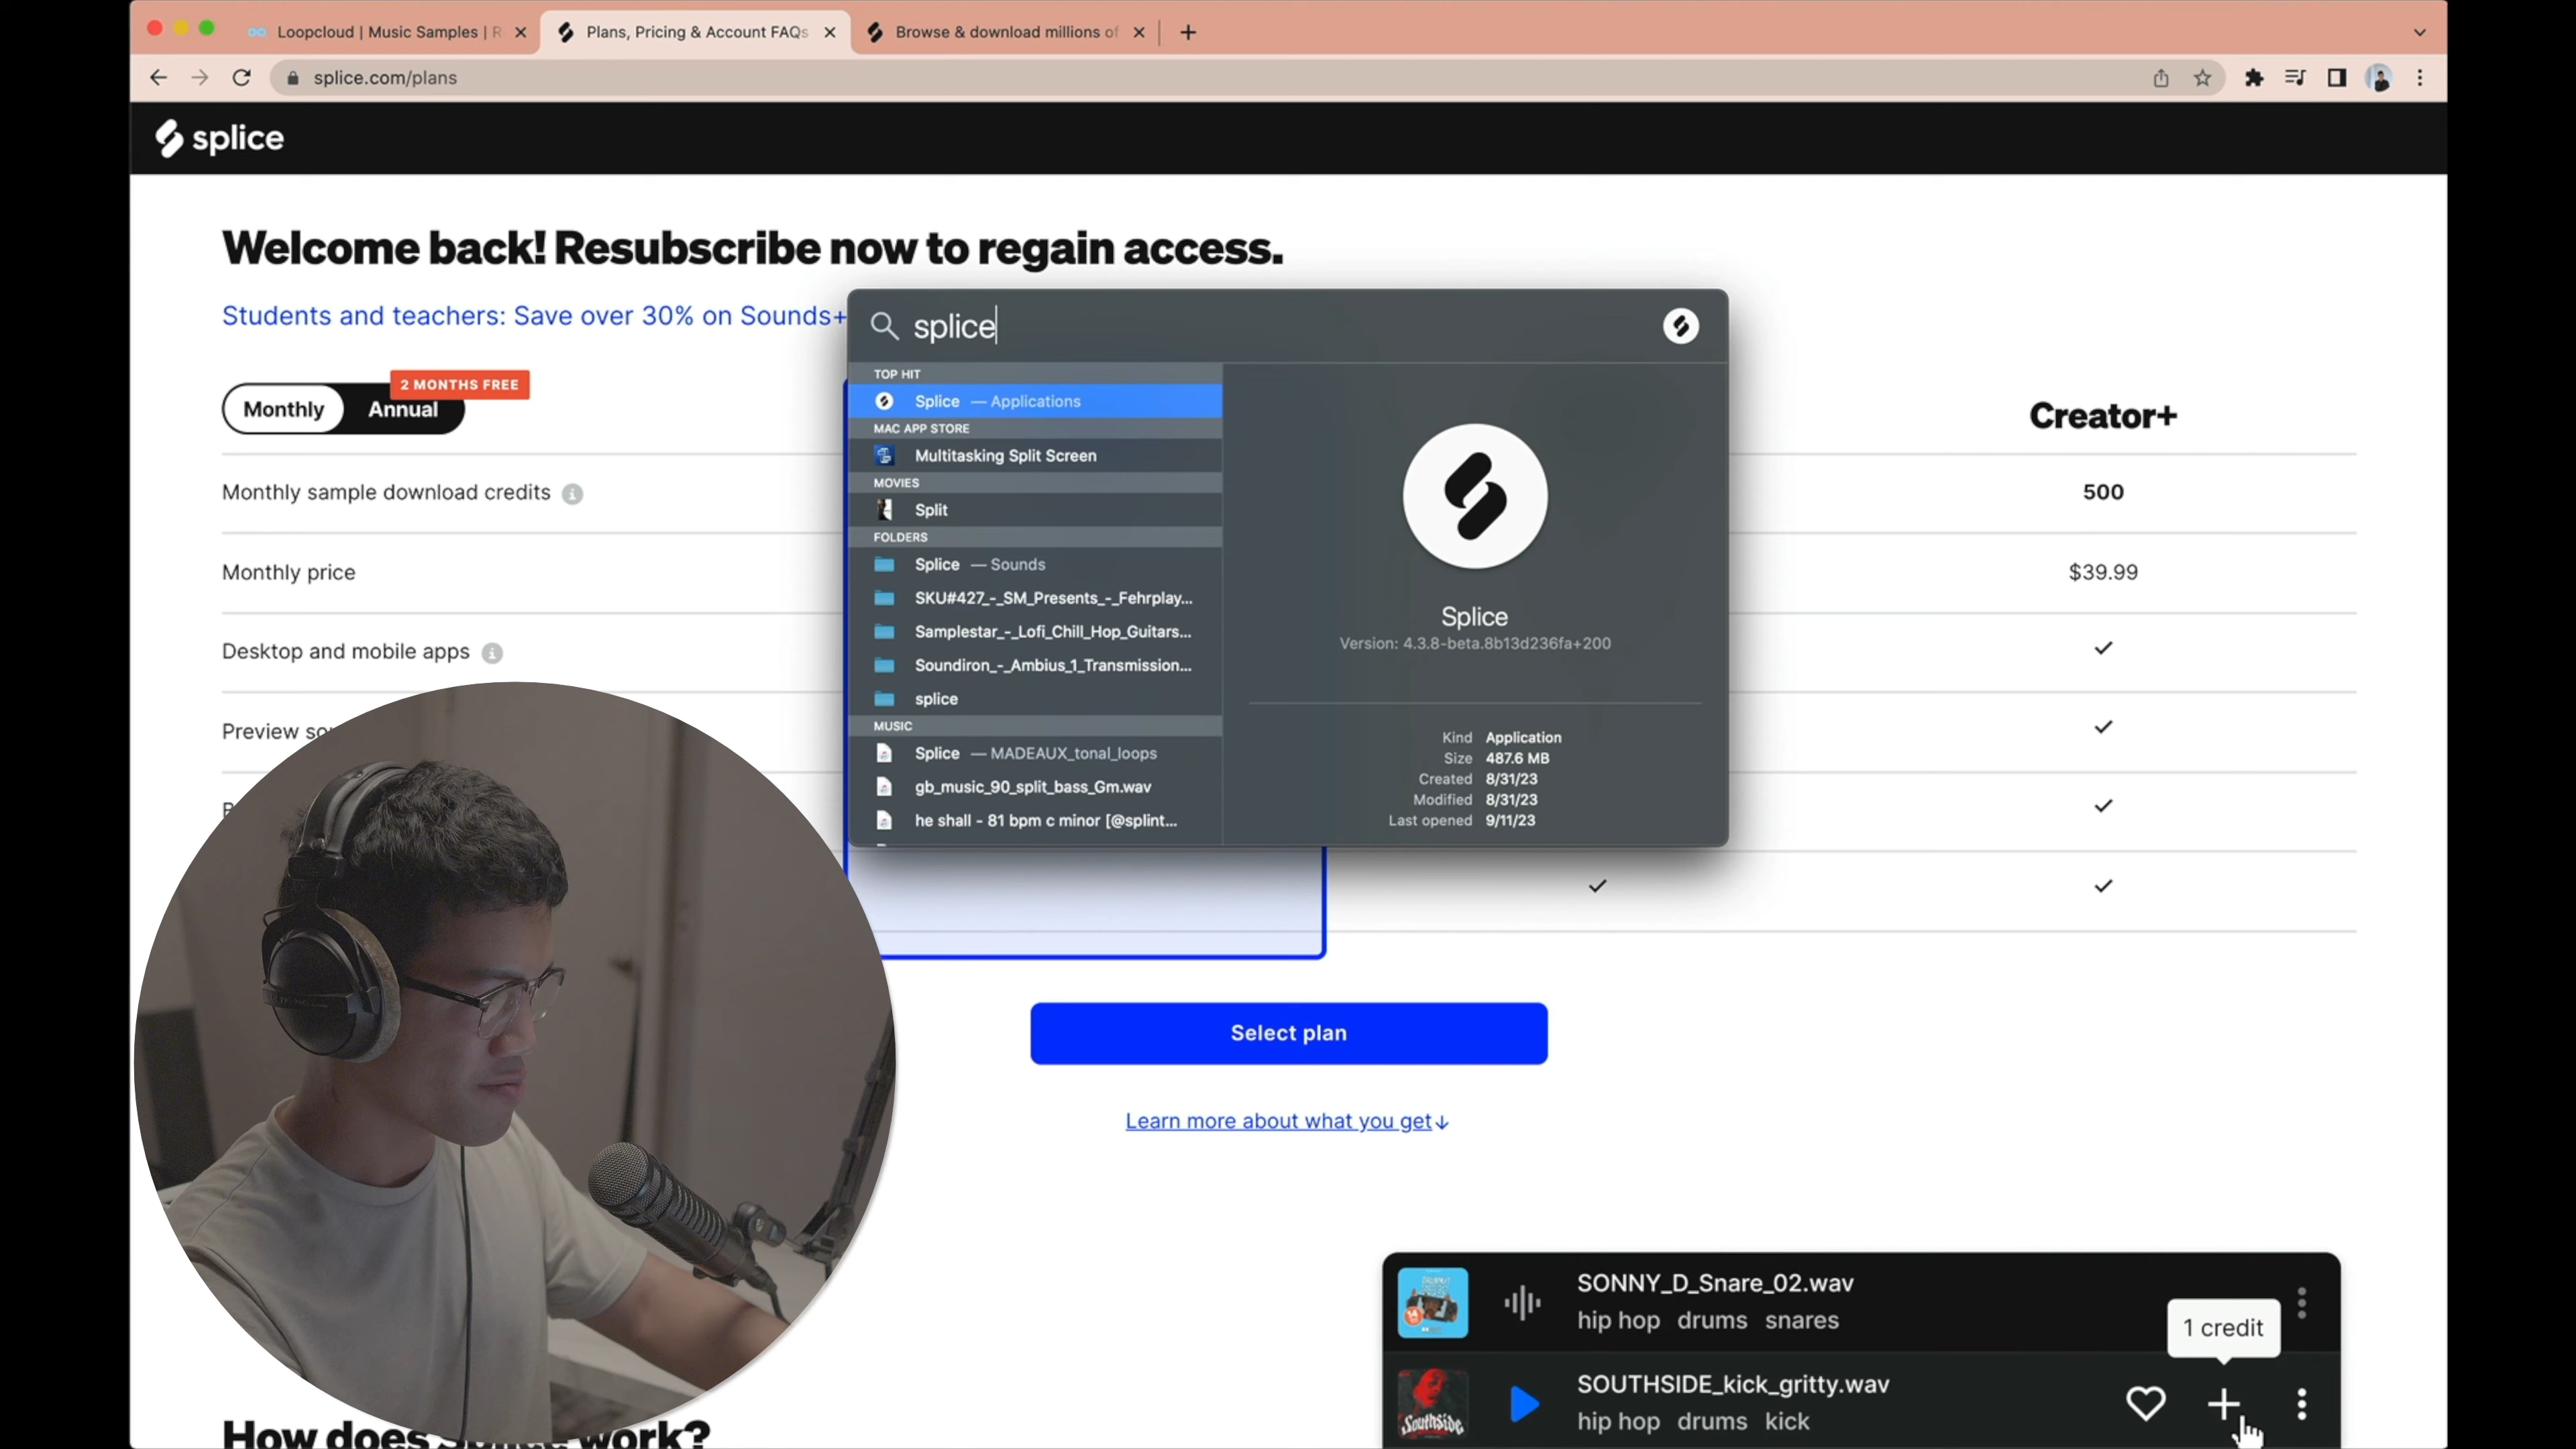 Loopcloud | Music Samples | R
Plans, Pricing & Account FAQs
Browse & download millions of
splice.com/plans
splice
Welcome back! Resubscribe now to regain access.
Students and teachers: Save over 30% on Sounds+
2 MONTHS FREE
Monthly
Annual
Creator+
Monthly sample download credits
500
Monthly price
$39.99
Desktop and mobile apps
Preview so
splice
TOP HIT
Splice — Applications
MAC APP STORE
Multitasking Split Screen
MOVIES
Split
FOLDERS
Splice — Sounds
SKU#427_-_SM_Presents_-_Fehrplay...
Samplestar_-_Lofi_Chill_Hop_Guitars...
Soundiron_-_Ambius_1_Transmission...
splice
MUSIC
Splice — MADEAUX_tonal_loops
gb_music_90_split_bass_Gm.wav
he shall - 81 bpm c minor [@splint...
Splice
Version: 4.3.8-beta.8b13d236fa+200
Kind Application
Size 487.6 MB
Created 8/31/23
Modified 8/31/23
Last opened 9/11/23
Select plan
Learn more about what you get↓
SONNY_D_Snare_02.wav
hip hop drums snares
1 credit
SOUTHSIDE_kick_gritty.wav
hip hop drums kick
Southside
How does Splice work?